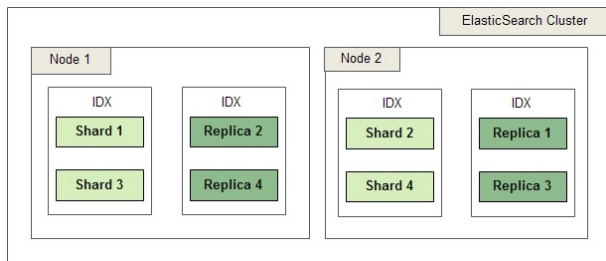 ElasticSearch Cluster
Node 1
IDX
Shard 1
Shard 3
IDX
Replica 2
Replica 4
Node 2
IDX
Shard 2
Shard 4
IDX
Replica 1
Replica 3